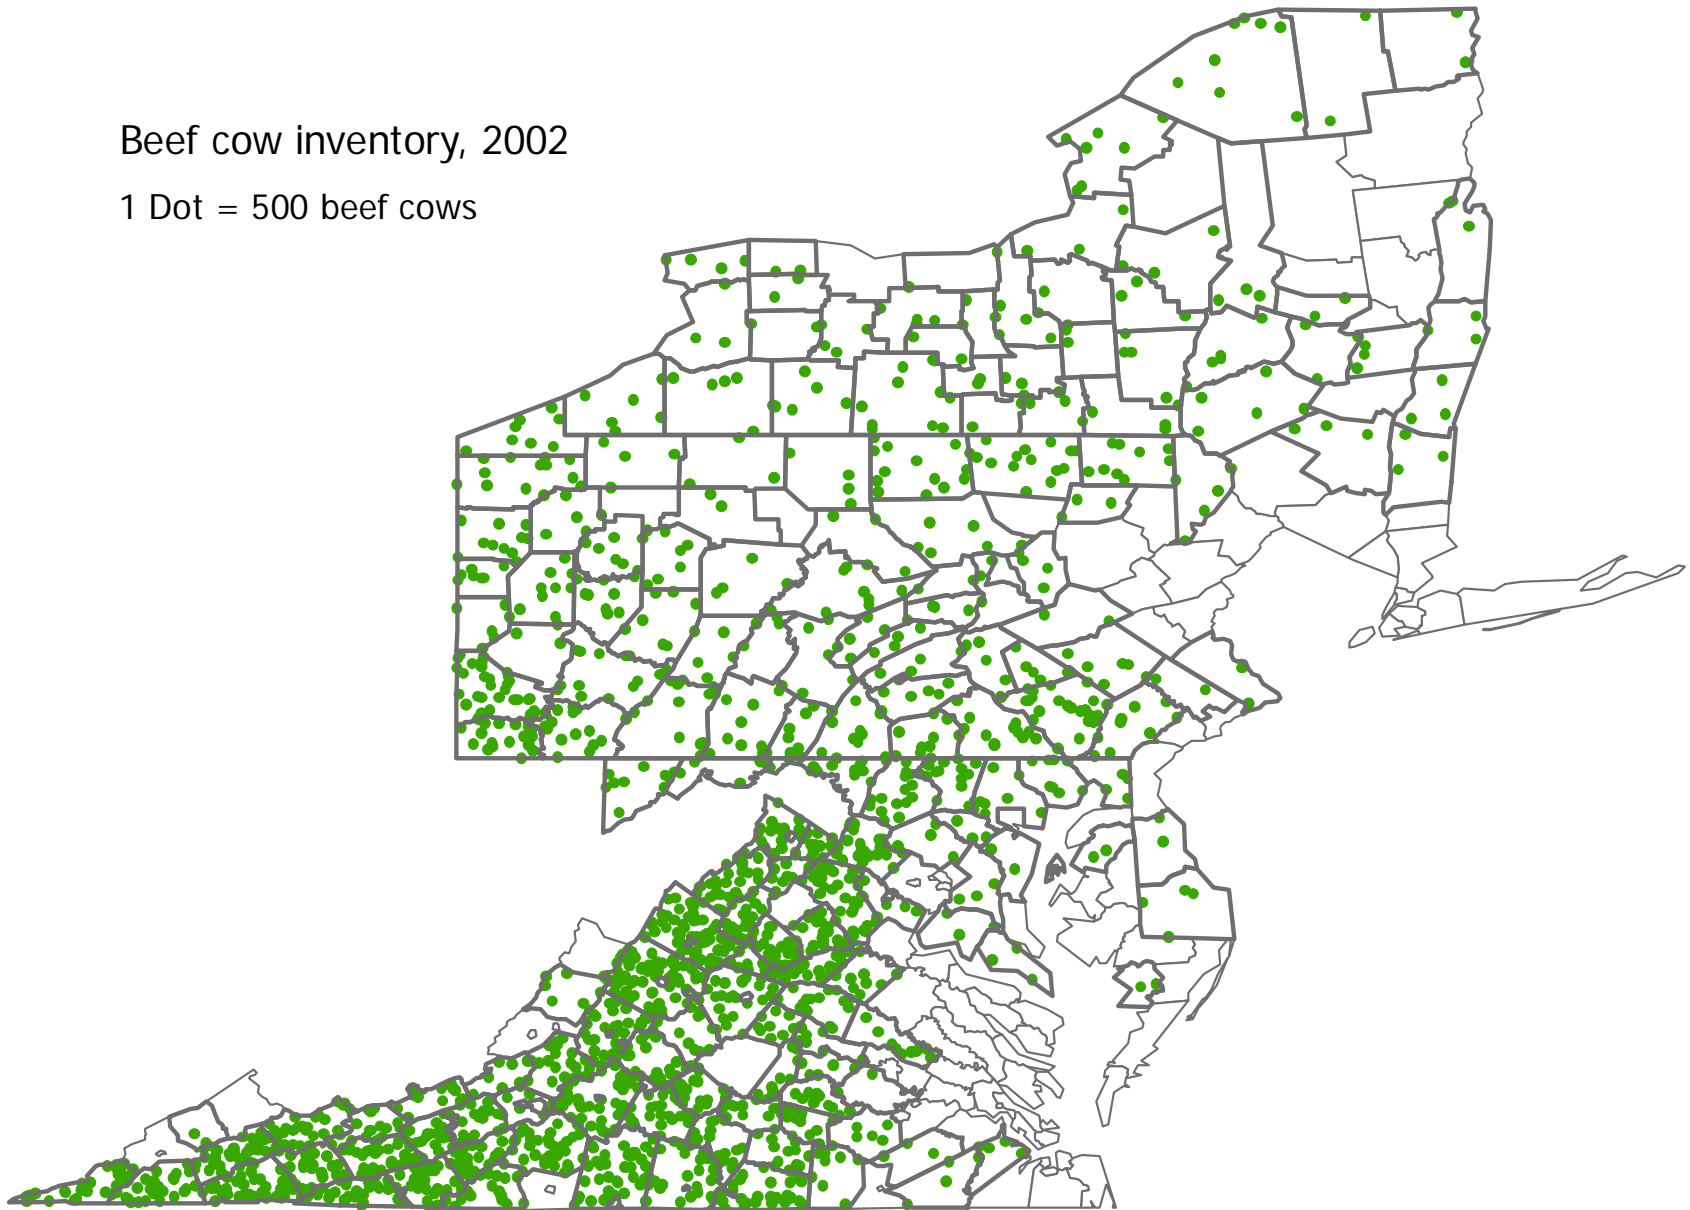 Beef cow inventory, 2002
1 Dot = 500 beef cows